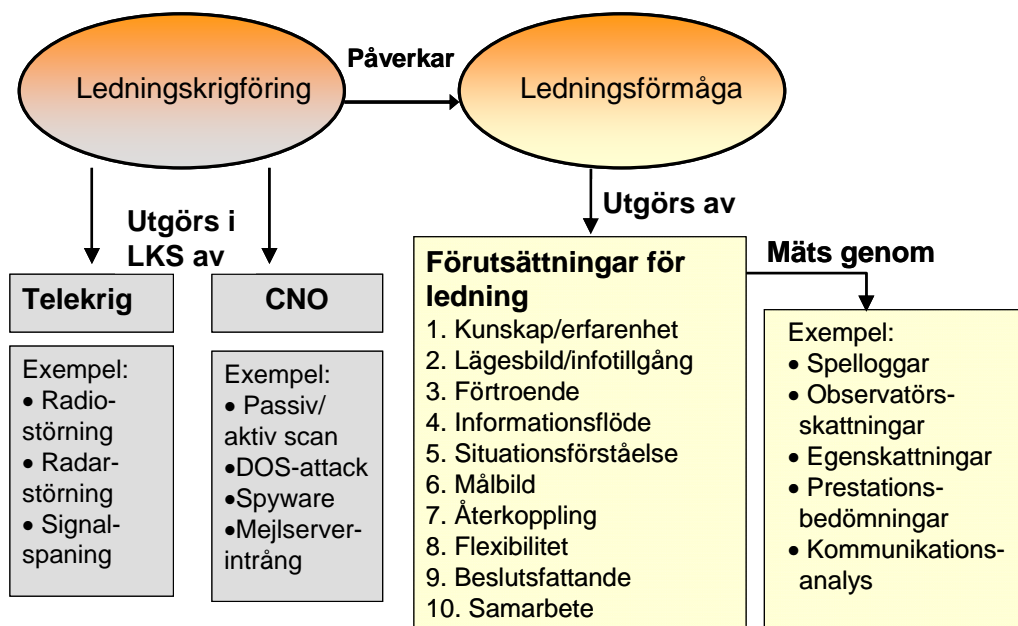 Ledningskrigföring
Påverkar
Ledningsförmåga
Utgörs i
LKS av
Utgörs av
Mäts genom
Telekrig
Exempel:
• Radio-
störning
• Radar-
störning
• Signal-
spaning
CNO
Exempel:
• Passiv/
aktiv scan
•DOS-attack
•Spyware
•Mejlserver-
intrång
Förutsättningar för
ledning
1. Kunskap/erfarenhet
2. Lägesbild/infotillgång
3. Förtroende
4. Informationsflöde
5. Situationsförståelse
6. Målbild
7. Återkoppling
8. Flexibilitet
9. Beslutsfattande
10. Samarbete
Exempel:
• Spelloggar
• Observatörs-
skattningar
• Egenskattningar
• Prestations-
bedömningar
• Kommunikations-
analys